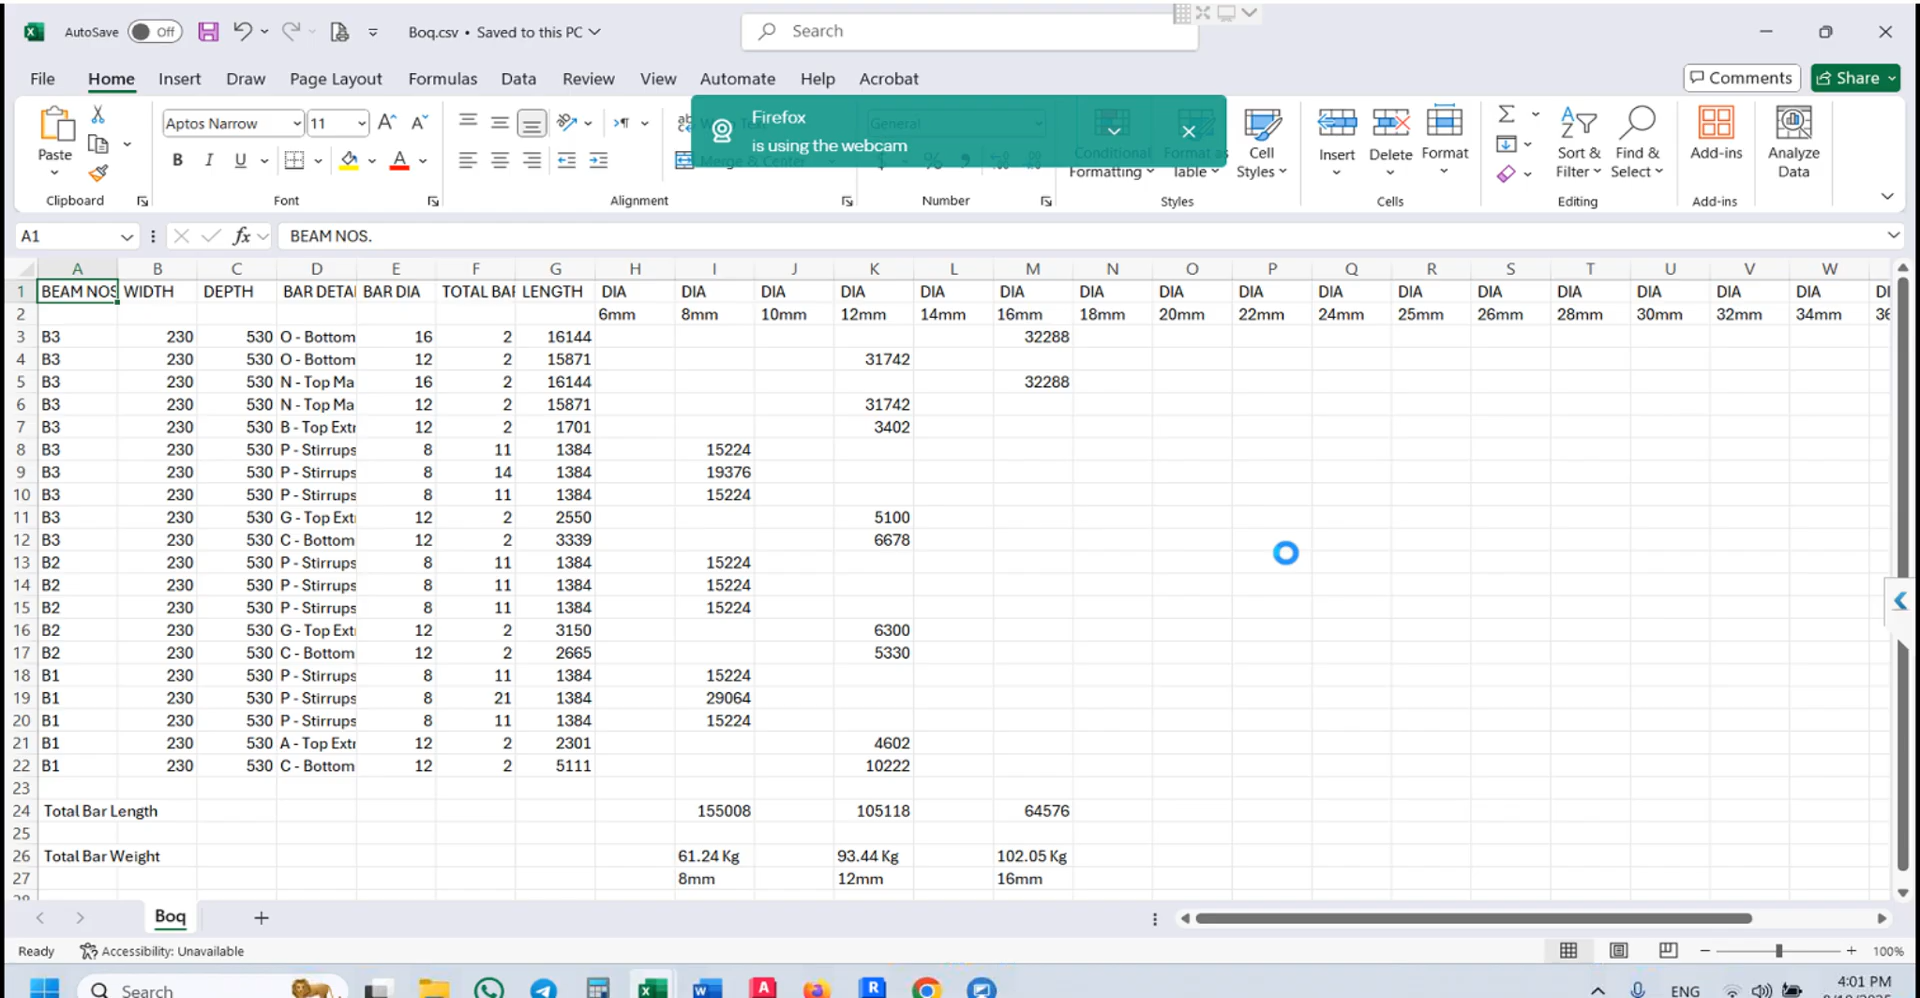 AutoSave Off Boq.csv • Saved to this PC Search
File Home Insert Draw Page Layout Formulas Data Review View Automate Help Acrobat Comments Share
Firefox
is using the webcam
Aptos Narrow 11 General
Paste B I U Merge & Center Conditional Formatting Format as Table Cell Styles Insert Delete Format Sort & Filter Find & Select Add-ins Analyze Data
Clipboard Font Alignment Number Styles Cells Editing Add-ins
A1 fx BEAM NOS.
A B C D E F G H I J K L M N O P Q R S T U V W
1 BEAM NOS WIDTH DEPTH BAR DETAI BAR DIA TOTAL BAR LENGTH DIA DIA DIA DIA DIA DIA DIA DIA DIA DIA DIA DIA DIA DIA DIA DIA DI
2 6mm 8mm 10mm 12mm 14mm 16mm 18mm 20mm 22mm 24mm 25mm 26mm 28mm 30mm 32mm 34mm 36
3 B3 230 530 O - Bottom 16 2 16144 32288
4 B3 230 530 O - Bottom 12 2 15871 31742
5 B3 230 530 N - Top Ma 16 2 16144 32288
6 B3 230 530 N - Top Ma 12 2 15871 31742
7 B3 230 530 B - Top Extr 12 2 1701 3402
8 B3 230 530 P - Stirrups 8 11 1384 15224
9 B3 230 530 P - Stirrups 8 14 1384 19376
10 B3 230 530 P - Stirrups 8 11 1384 15224
11 B3 230 530 G - Top Ext 12 2 2550 5100
12 B3 230 530 C - Bottom 12 2 3339 6678
13 B2 230 530 P - Stirrups 8 11 1384 15224
14 B2 230 530 P - Stirrups 8 11 1384 15224
15 B2 230 530 P - Stirrups 8 11 1384 15224
16 B2 230 530 G - Top Ext 12 2 3150 6300
17 B2 230 530 C - Bottom 12 2 2665 5330
18 B1 230 530 P - Stirrups 8 11 1384 15224
19 B1 230 530 P - Stirrups 8 21 1384 29064
20 B1 230 530 P - Stirrups 8 11 1384 15224
21 B1 230 530 A - Top Extr 12 2 2301 4602
22 B1 230 530 C - Bottom 12 2 5111 10222
23
24 Total Bar Length 155008 105118 64576
25
26 Total Bar Weight 61.24 Kg 93.44 Kg 102.05 Kg
27 8mm 12mm 16mm
Boq
Ready Accessibility: Unavailable 100%
Search ENG 4:01 PM